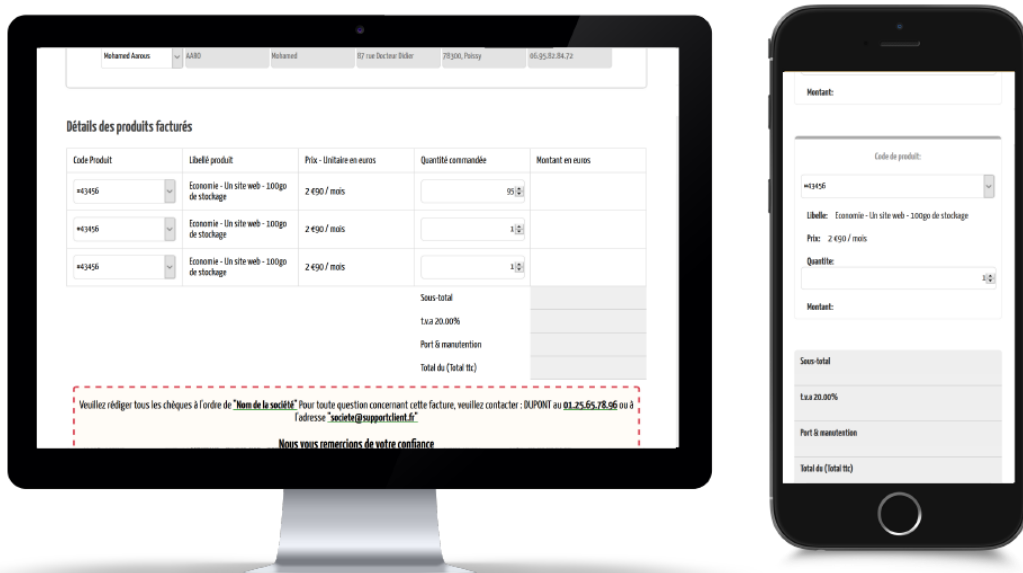 Mohamed Aarous AA80 Mohamed 87 rue Docteur Didier 78300, Poissy 06.95.82.84.72
Détails des produits facturés
Code Produit Libellé produit Prix - Unitaire en euros Quantité commandée Montant en euros
#43456 Economie - Un site web - 100go de stockage 2 €90 / mois 95
#43456 Economie - Un site web - 100go de stockage 2 €90 / mois 1
#43456 Economie - Un site web - 100go de stockage 2 €90 / mois 1
Sous-total
t.v.a 20.00%
Port & manutention
Total du (Total ttc)
Veuillez rédiger tous les chèques à l'ordre de "Nom de la société" Pour toute question concernant cette facture, veuillez contacter : DUPONT au 01.25.65.78.96 ou à
l'adresse "societe@supportclient.fr"
Nous vous remercions de votre confiance
Montant:
Code de produit:
#43456
Libelle: Economie - Un site web - 100go de stockage
Prix: 2 €90 / mois
Quantite:
1
Montant:
Sous-total
t.v.a 20.00%
Port & manutention
Total du (Total ttc)